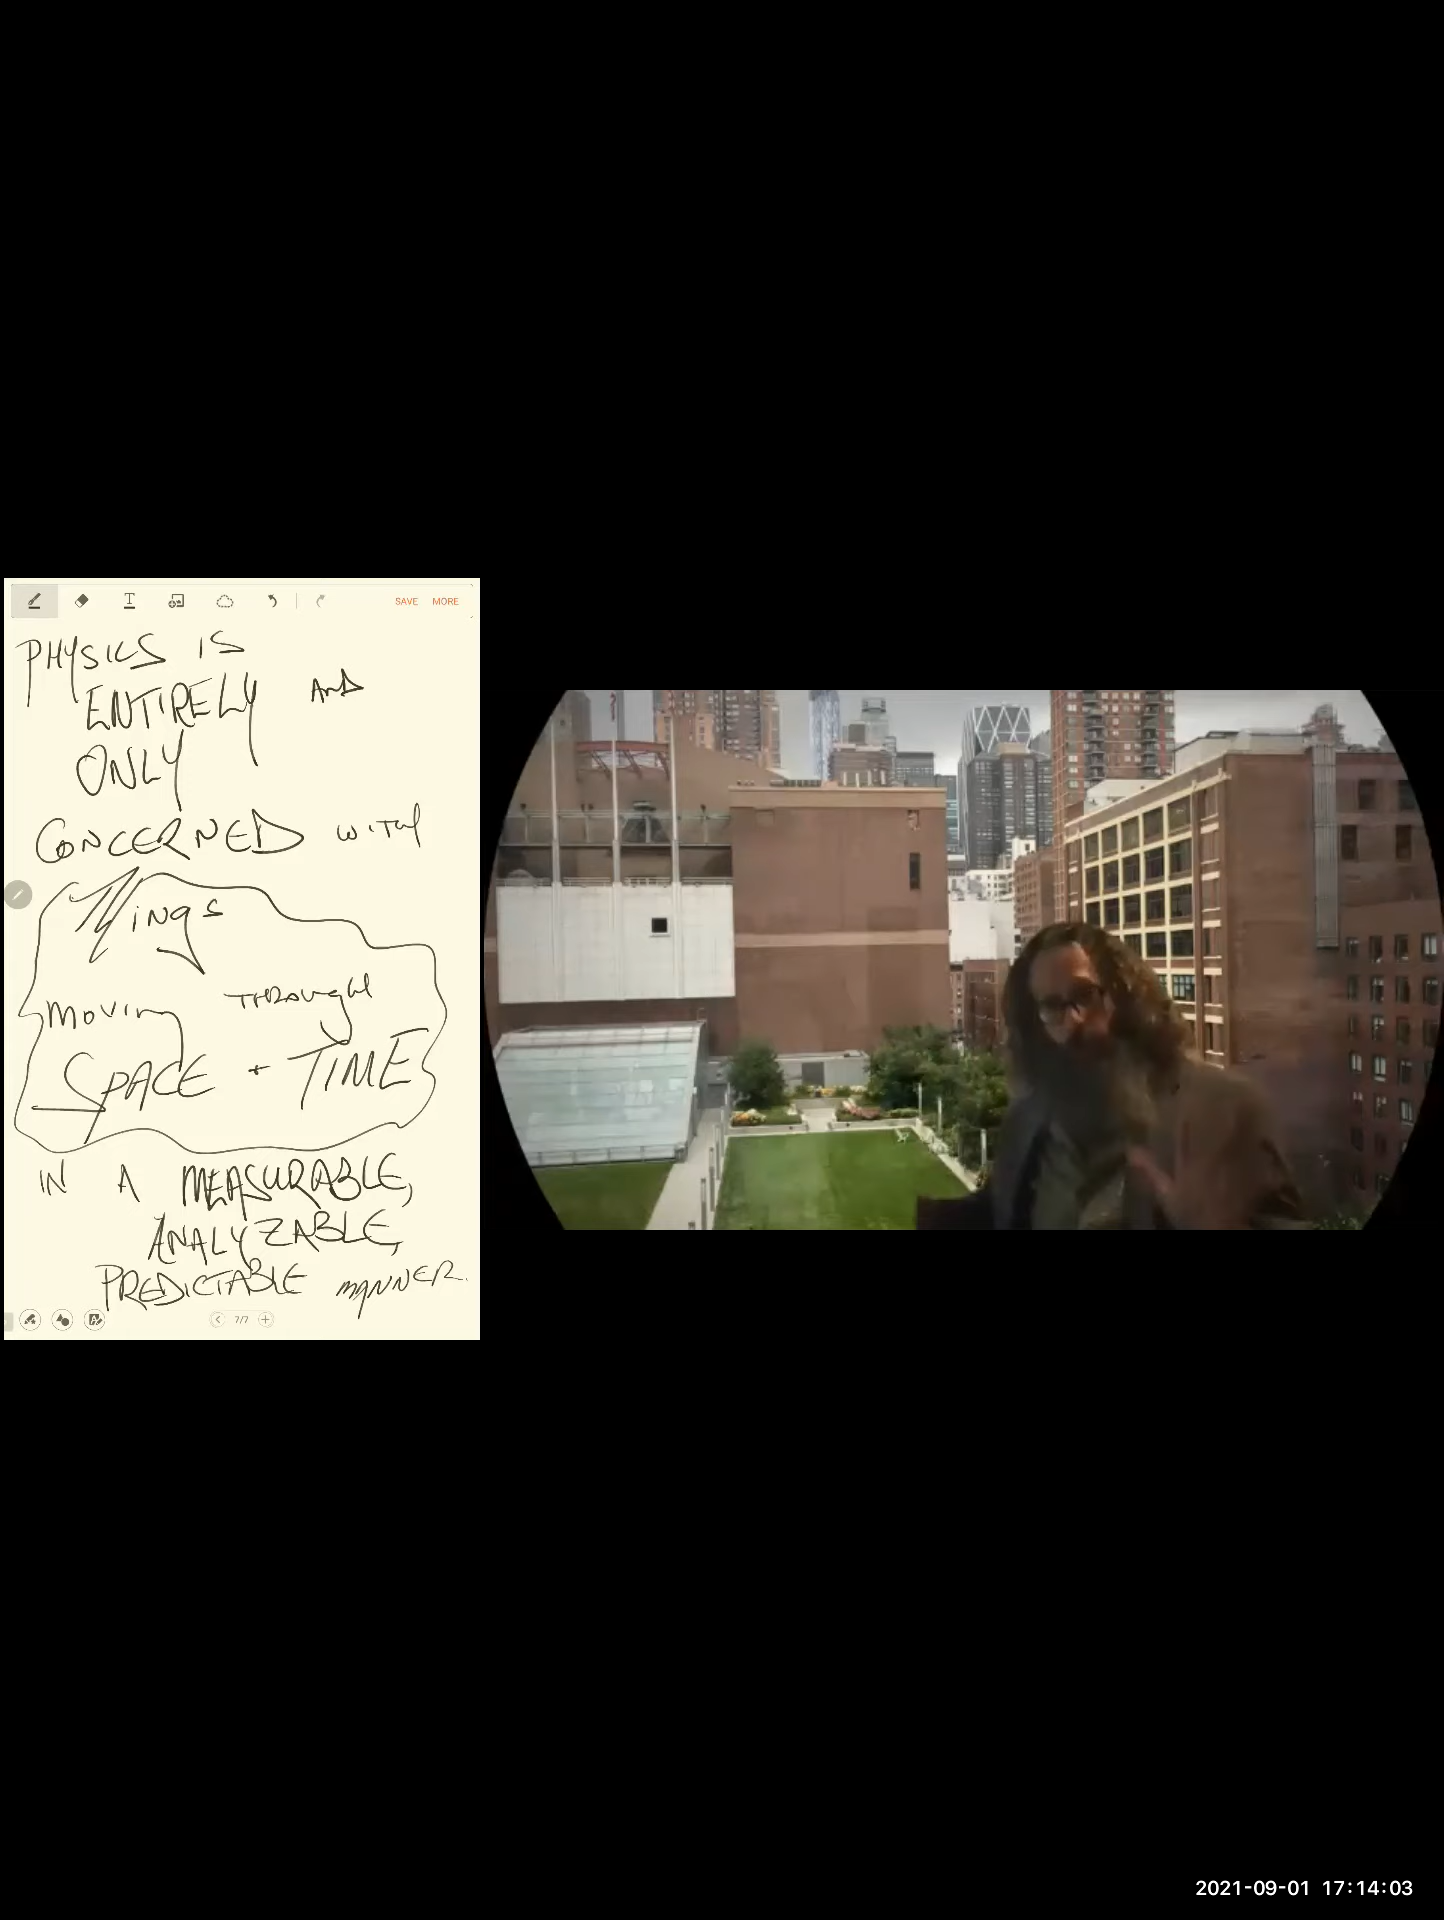 SAVE MORE
PHYSICS IS
ENTIRELY AND
ONLY
CONCERNED WITH
THINGS
MOVING THROUGH
SPACE + TIME
IN A MEASURABLE,
ANALYZABLE,
PREDICTABLE MANNER.
7/7
2021-09-01 17:14:03